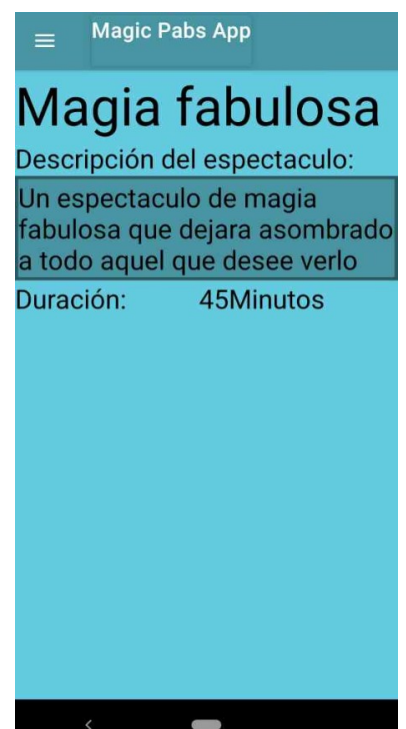 Magic Pabs App
Magia fabulosa
Descripción del espectaculo:
Un espectaculo de magia
fabulosa que dejara asombrado
a todo aquel que desee verlo
Duración: 45Minutos